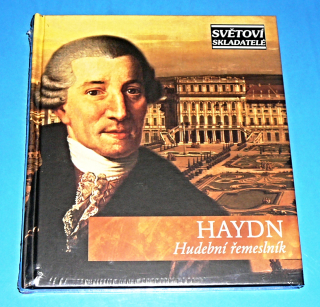 SVĚTOVÍ
SKLADATELÉ
HAYDN
Hudební řemeslník